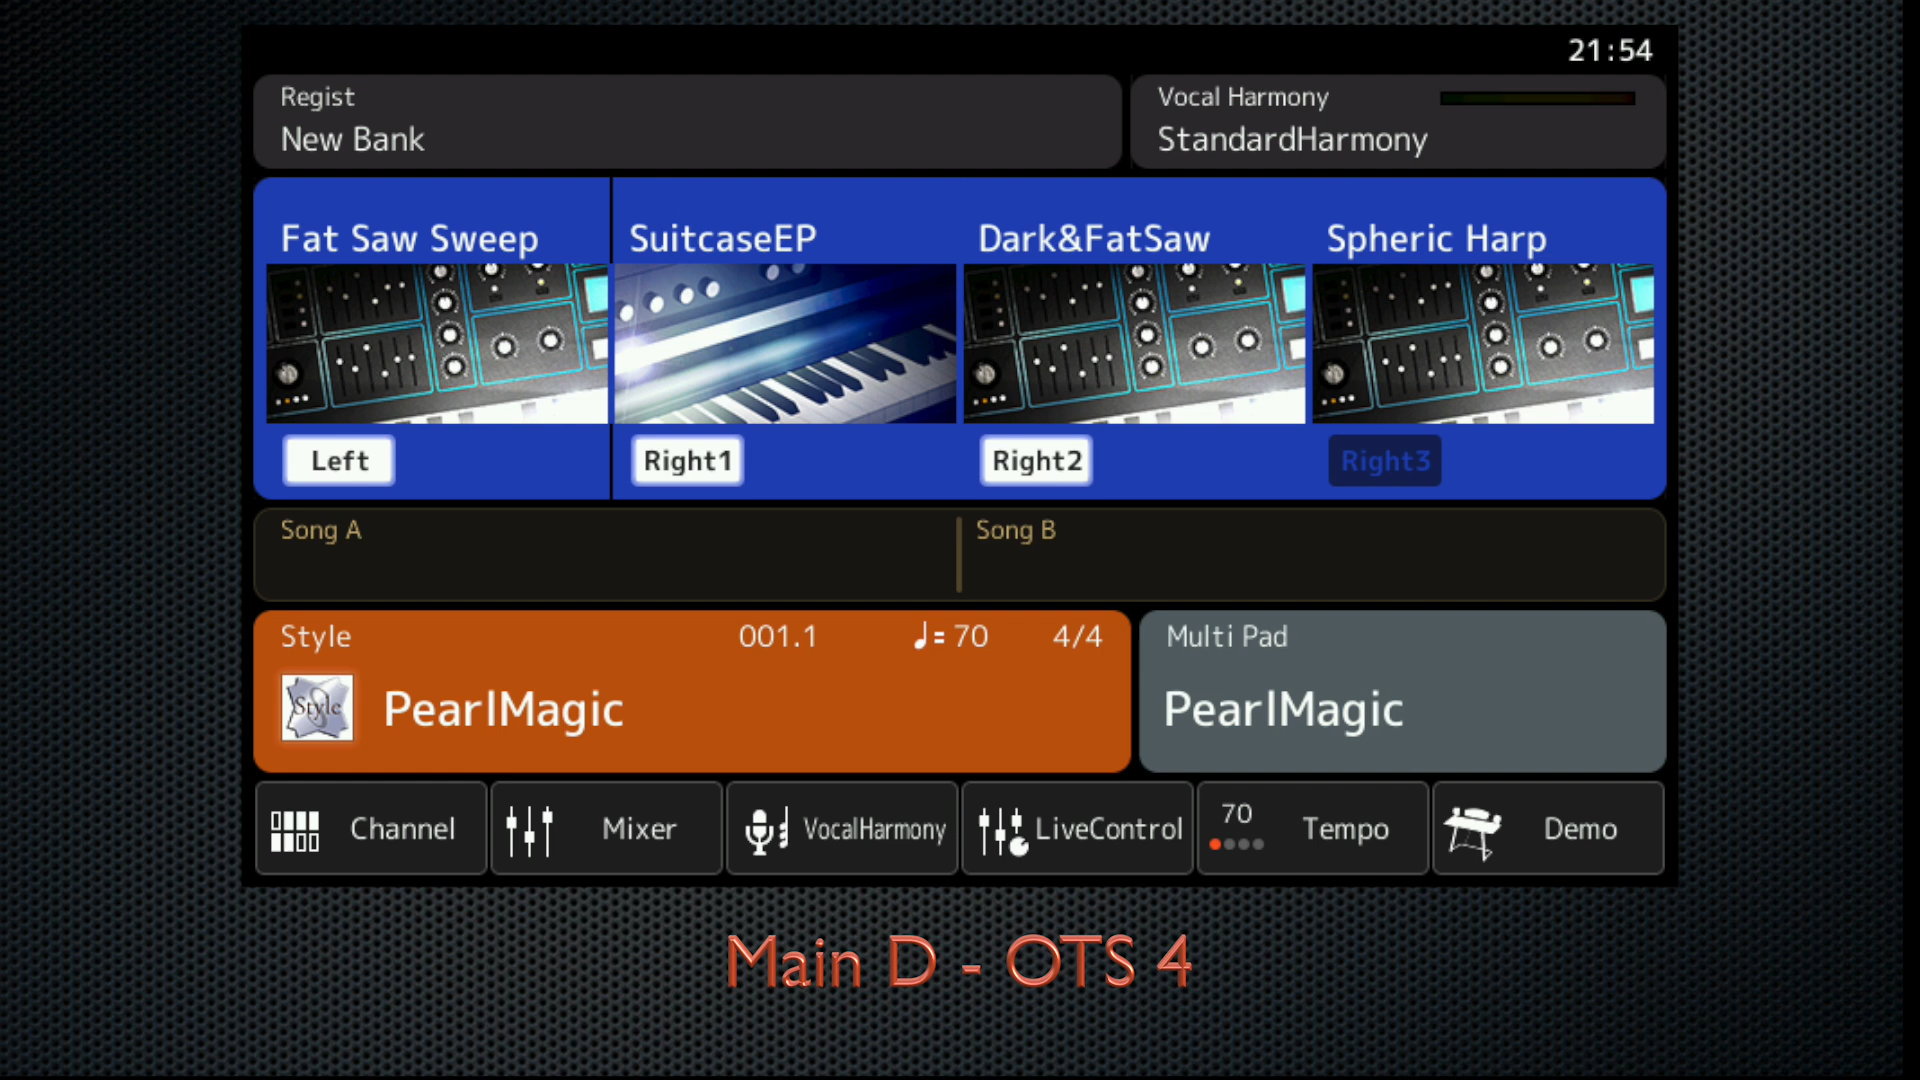 21:54
Regist
New Bank
Vocal Harmony
StandardHarmony
Fat Saw Sweep
SuitcaseEP
Dark&FatSaw
Spheric Harp
Left
Right1
Right2
Right3
Song A
Song B
Style
001.1
♩= 70
4/4
Style
PearlMagic
Multi Pad
PearlMagic
Channel
Mixer
VocalHarmony
LiveControl
70
Tempo
Demo
Main D - OTS 4